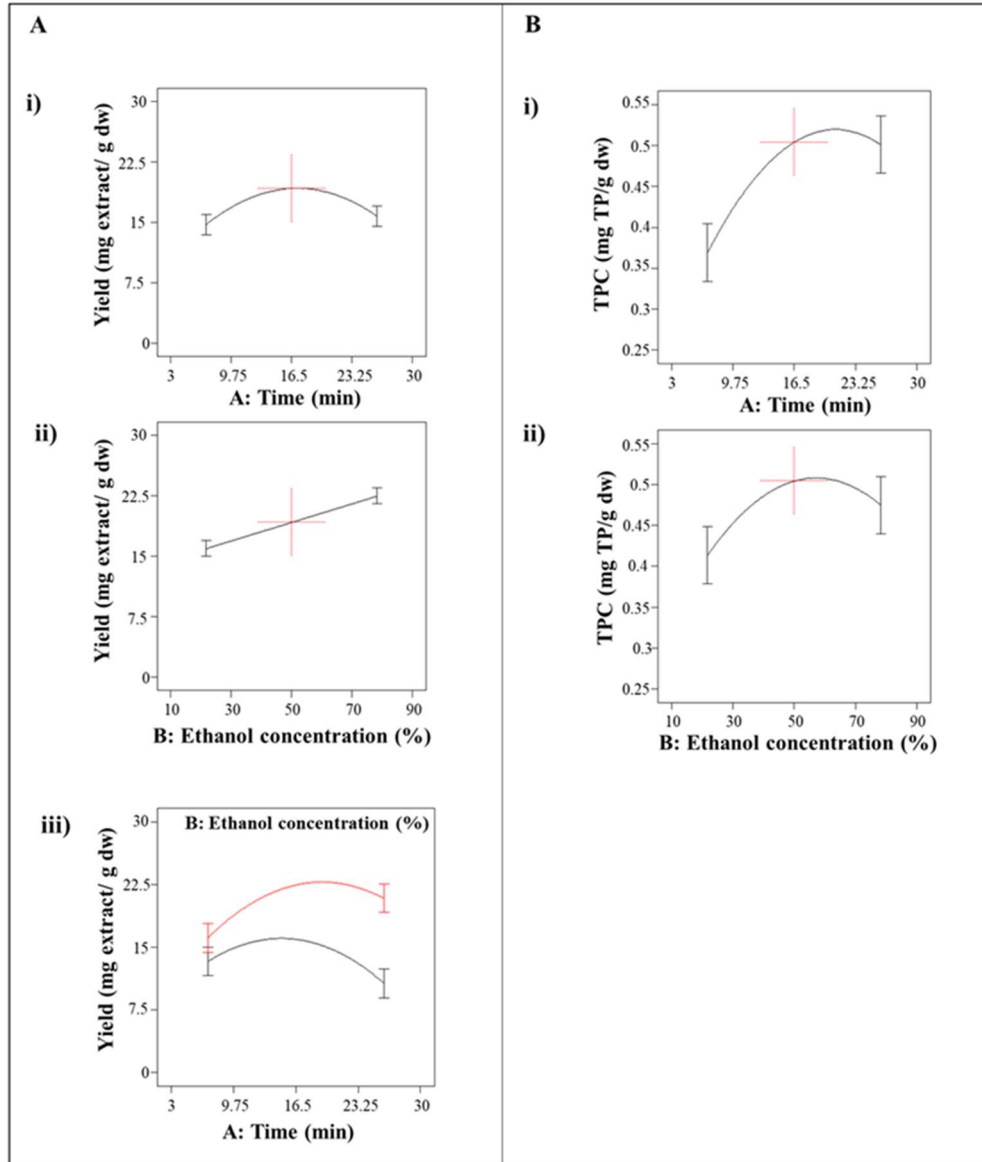 A
i)
Yield (mg extract/ g dw)
30
22.5
15
7.5
0
3 9.75 16.5 23.25 30
A: Time (min)
ii)
Yield (mg extract/ g dw)
30
22.5
15
7.5
0
10 30 50 70 90
B: Ethanol concentration (%)
iii)
B: Ethanol concentration (%)
Yield (mg extract/ g dw)
30
22.5
15
7.5
0
3 9.75 16.5 23.25 30
A: Time (min)
B
i)
TPC (mg TP/g dw)
0.55
0.5
0.45
0.4
0.35
0.3
0.25
3 9.75 16.5 23.25 30
A: Time (min)
ii)
TPC (mg TP/g dw)
0.55
0.5
0.45
0.4
0.35
0.3
0.25
10 30 50 70 90
B: Ethanol concentration (%)